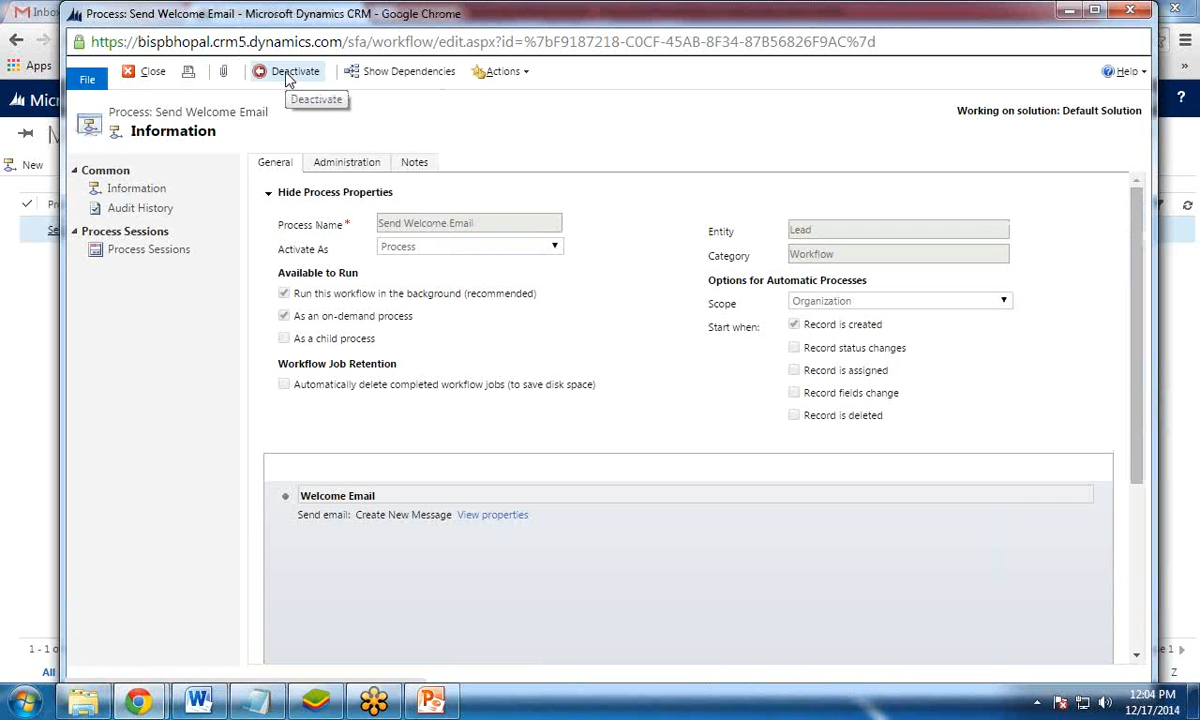 Inbo
Process: Send Welcome Email - Microsoft Dynamics CRM - Google Chrome
https://bispbhopal.crm5.dynamics.com/sfa/workflow/edit.aspx?id=%7bF9187218-C0CF-45AB-8F34-87B56826F9AC%7d
Apps
File
Close
Deactivate
Show Dependencies
Actions
Help
Deactivate
Micr
?
Process: Send Welcome Email
Information
Working on solution: Default Solution
M
New
Common
Information
Audit History
Process Sessions
Process Sessions
Pr
Se
General
Administration
Notes
Hide Process Properties
Process Name *
Send Welcome Email
Activate As
Process
Available to Run
Run this workflow in the background (recommended)
As an on-demand process
As a child process
Workflow Job Retention
Automatically delete completed workflow jobs (to save disk space)
Entity
Lead
Category
Workflow
Options for Automatic Processes
Scope
Organization
Start when:
Record is created
Record status changes
Record is assigned
Record fields change
Record is deleted
Welcome Email
Send email: Create New Message View properties
1 - 1 o
e 1
All
Z
12:04 PM
12/17/2014